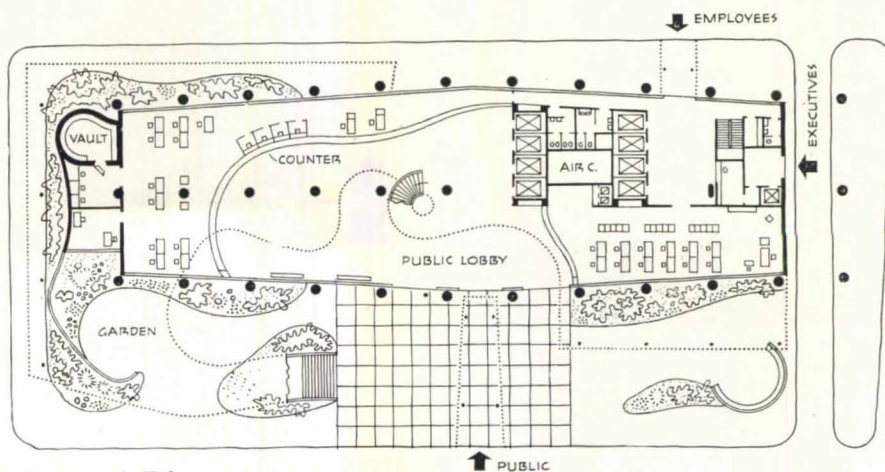 EMPLOYEES
EXECUTIVES
VAULT
COUNTER
AIR C.
PUBLIC LOBBY
GARDEN
PUBLIC